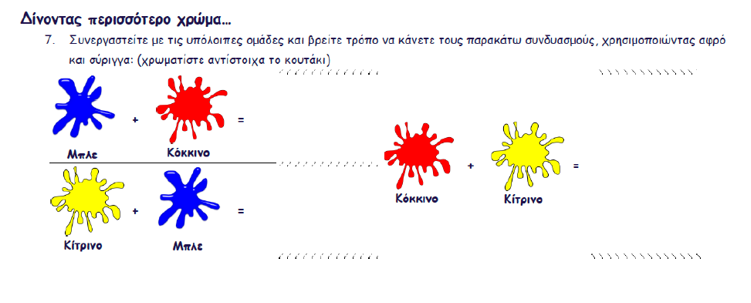 Δίνοντας περισσότερο χρώμα...
7. Συνεργαστείτε με τις υπόλοιπες ομάδες και βρείτε τρόπο να κάνετε τους παρακάτω συνδυασμούς, χρησιμοποιώντας αφρό
και σύριγγα: (χρωματίστε αντίστοιχα το κουτάκι)
+ =
Μπλε Κόκκινο
+ =
Κόκκινο Κίτρινο
+ =
Κίτρινο Μπλε